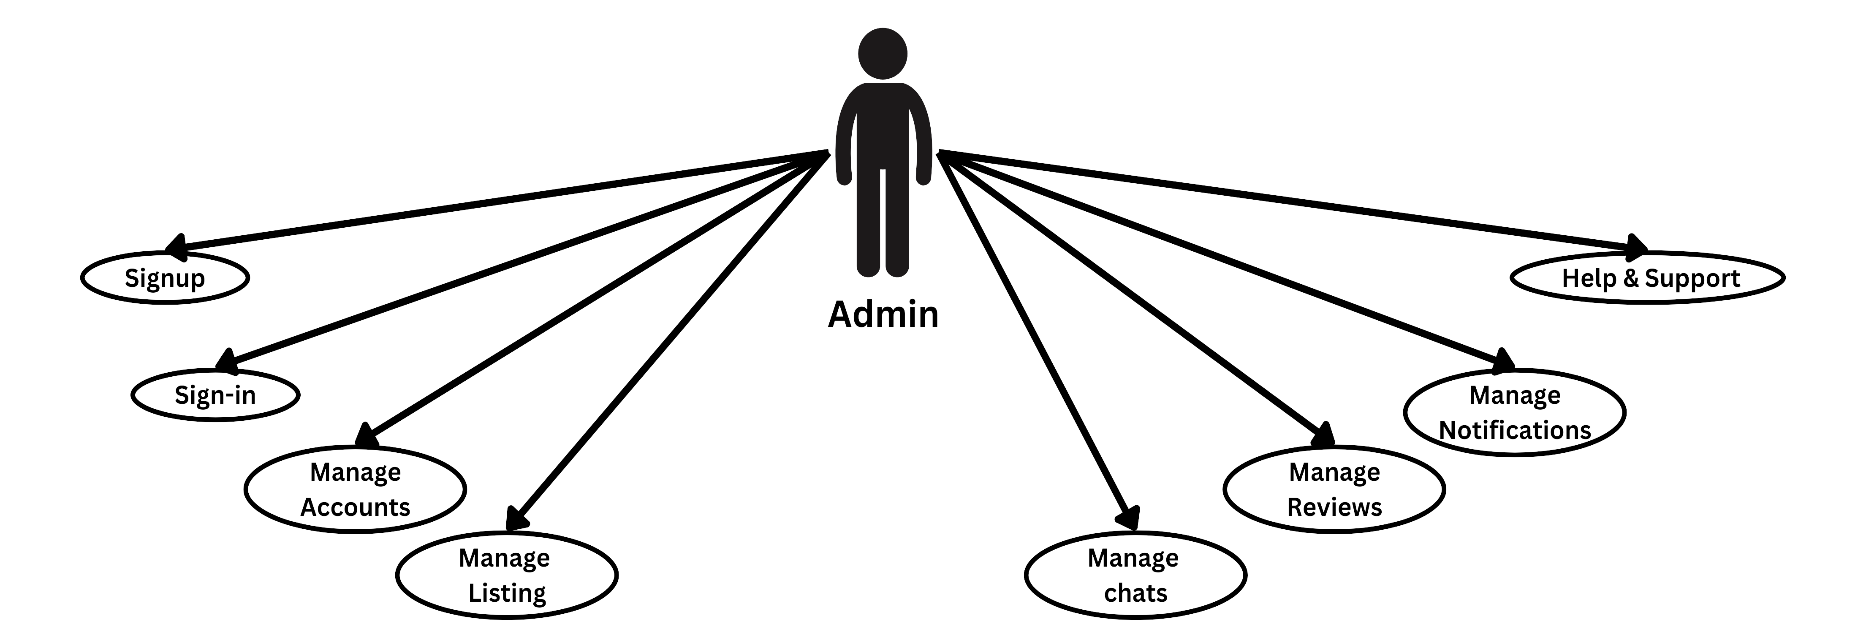 Admin
Signup
Sign-in
Manage
Accounts
Manage
Listing
Manage
chats
Manage
Reviews
Manage
Notifications
Help & Support